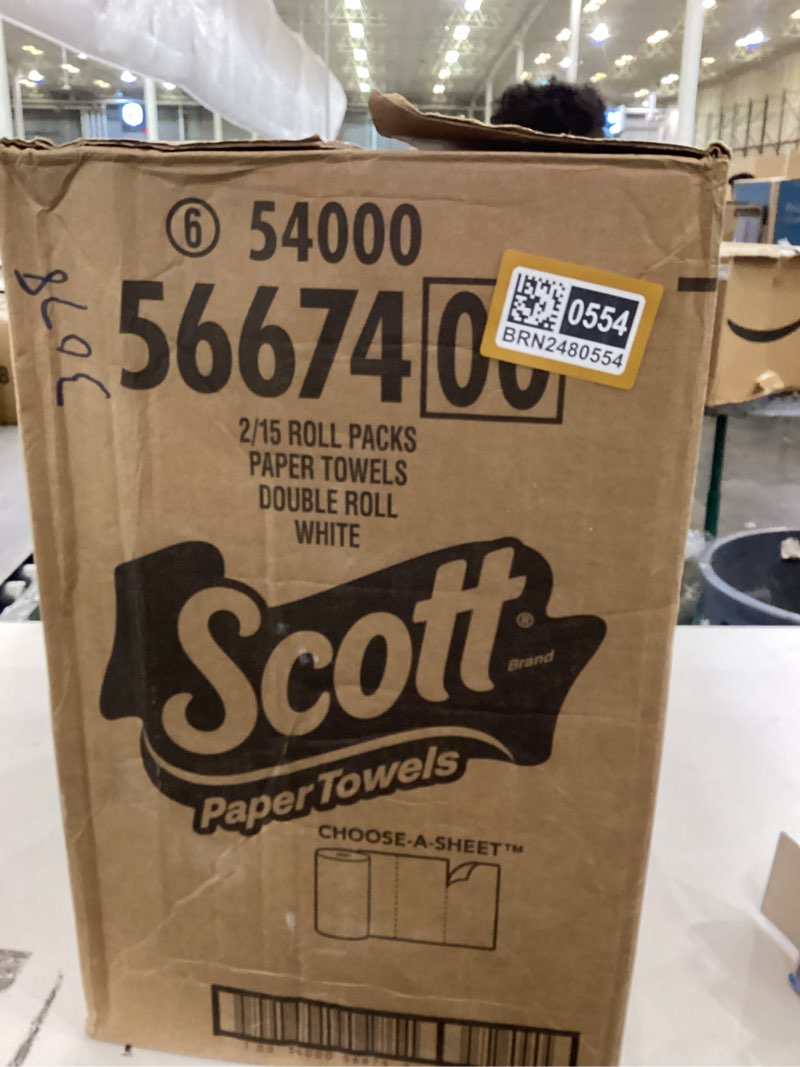 ⑥ 54000
56674 00
0554
BRN2480554
3078
2/15 ROLL PACKS
PAPER TOWELS
DOUBLE ROLL
WHITE
Scott®
Brand
Paper Towels
CHOOSE-A-SHEET™